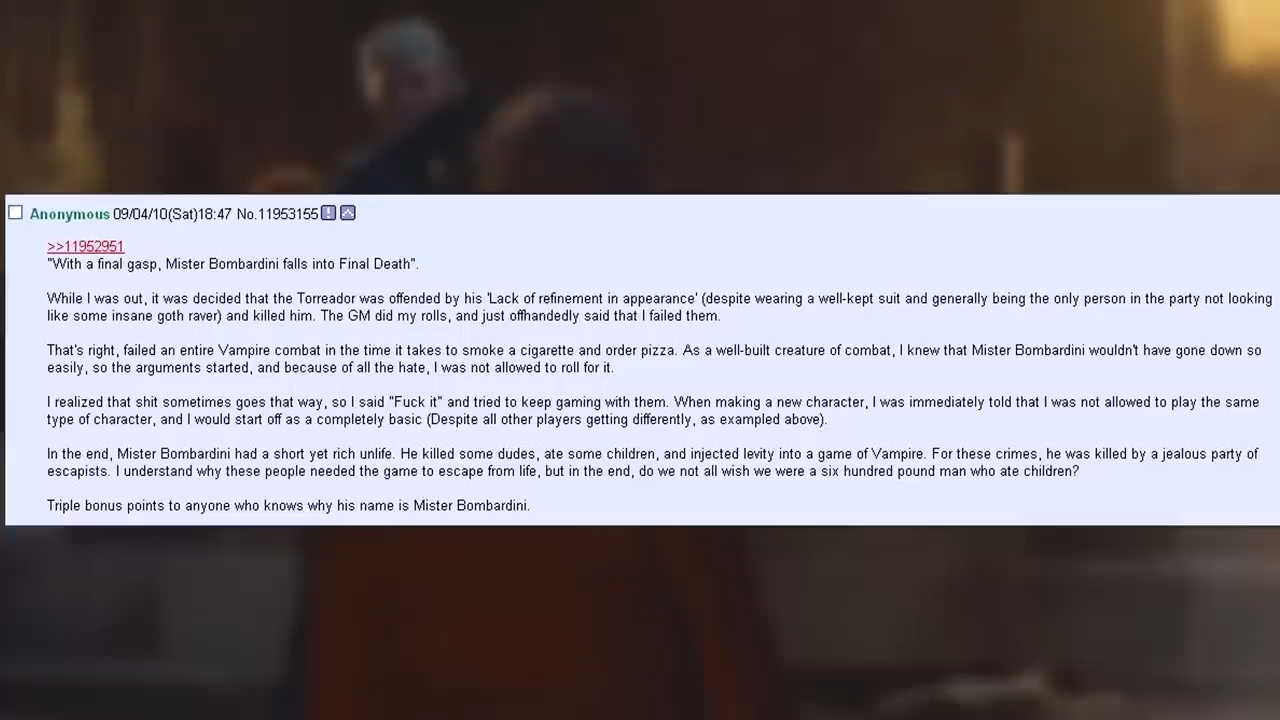 Anonymous 09/04/10(Sat)18:47 No.11953155
>>11952951
"With a final gasp, Mister Bombardini falls into Final Death".
While I was out, it was decided that the Torreador was offended by his 'Lack of refinement in appearance' (despite wearing a well-kept suit and generally being the only person in the party not looking
like some insane goth raver) and killed him. The GM did my rolls, and just offhandedly said that I failed them.
That's right, failed an entire Vampire combat in the time it takes to smoke a cigarette and order pizza. As a well-built creature of combat, I knew that Mister Bombardini wouldn't have gone down so
easily, so the arguments started, and because of all the hate, I was not allowed to roll for it.
I realized that shit sometimes goes that way, so I said "Fuck it" and tried to keep gaming with them. When making a new character, I was immediately told that I was not allowed to play the same
type of character, and I would start off as a completely basic (Despite all other players getting differently, as exampled above).
In the end, Mister Bombardini had a short yet rich unlife. He killed some dudes, ate some children, and injected levity into a game of Vampire. For these crimes, he was killed by a jealous party of
escapists. I understand why these people needed the game to escape from life, but in the end, do we not all wish we were a six hundred pound man who ate children?
Triple bonus points to anyone who knows why his name is Mister Bombardini.